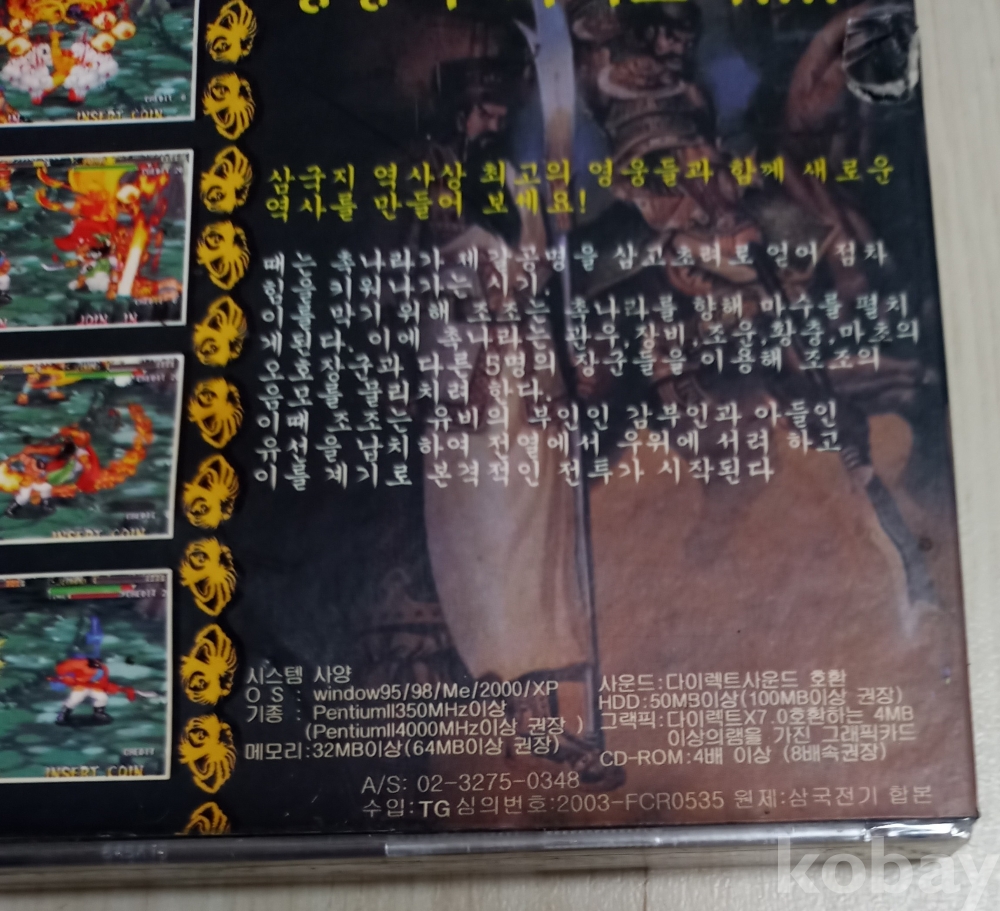 INSERT COIN
JOIN IN
INSERT COIN
INSERT COIN
삼국지 역사상 최고의 영웅들과 함께 새로운
역사를 만들어 보세요!
때는 촉나라가 제갈공명을 삼고초려로 얻어 점차
힘을 키워나가는 시기.
이를 막기 위해 조조는 촉나라를 향해 마수를 펼치
게된다. 이에 촉나라는 관우,장비,조운,황충,마초의
오호장군과 다른 5명의 장군들을 이용해 조조의
음모를 물리치려 한다.
이때 조조는 유비의 부인인 감부인과 아들인
유선을 납치하여 전열에서 우위에 서려 하고
이를 계기로 본격적인 전투가 시작된다
시스템 사양
O S : window95/98/Me/2000/XP
기종 : PentiumII350MHz이상
(PentiumII4000MHz이상 권장 )
메모리:32MB이상(64MB이상 권장)
사운드:다이렉트사운드 호환
HDD:50MB이상(100MB이상 권장)
그랙픽:다이렉트X7.0호환하는 4MB
이상의램을 가진 그래픽카드
CD-ROM:4배 이상 (8배속권장)
A/S: 02-3275-0348
수입:TG 심의번호:2003-FCR0535 원제:삼국전기 합본
kobay